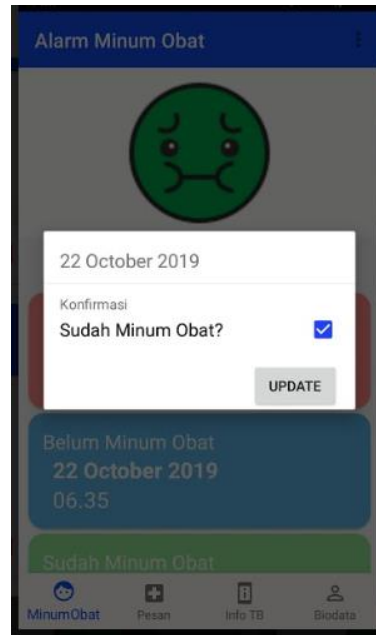 Alarm Minum Obat
22 October 2019
Konfirmasi
Sudah Minum Obat?
UPDATE
Belum Minum Obat
22 October 2019
06.35
Sudah Minum Obat
MinumObat
Pesan
Info TB
Biodata